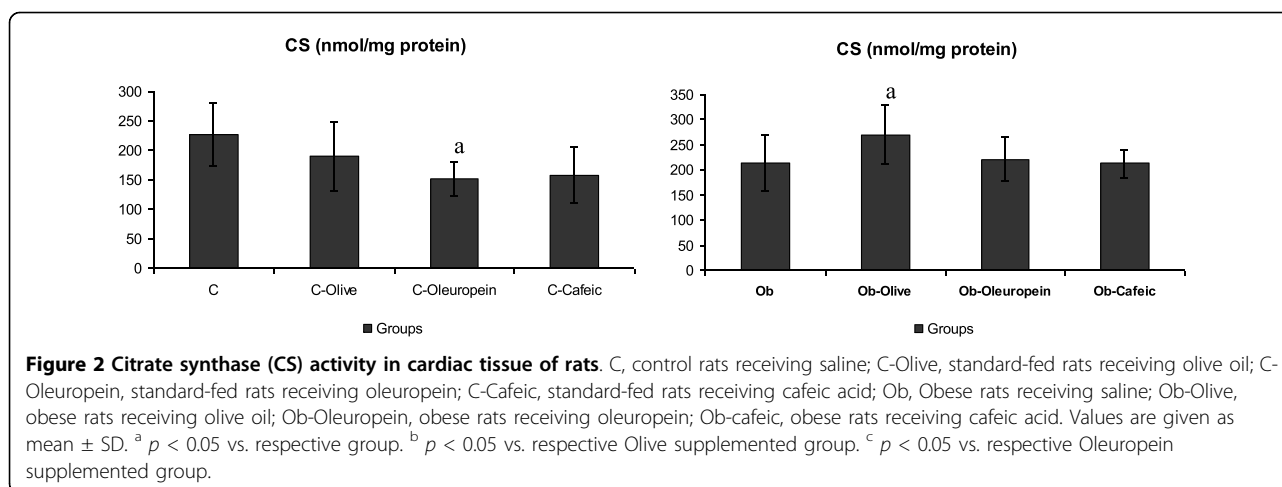 CS (nmol/mg protein)
300
250
200
150
100
50
0
a
C
C-Olive
C-Oleuropein
C-Cafeic
Groups
CS (nmol/mg protein)
350
300
250
200
150
100
50
0
a
Ob
Ob-Olive
Ob-Oleuropein
Ob-Cafeic
Groups
Figure 2 Citrate synthase (CS) activity in cardiac tissue of rats. C, control rats receiving saline; C-Olive, standard-fed rats receiving olive oil; C-
Oleuropein, standard-fed rats receiving oleuropein; C-Cafeic, standard-fed rats receiving cafeic acid; Ob, Obese rats receiving saline; Ob-Olive,
obese rats receiving olive oil; Ob-Oleuropein, obese rats receiving oleuropein; Ob-cafeic, obese rats receiving cafeic acid. Values are given as
mean ± SD. a p < 0.05 vs. respective group. b p < 0.05 vs. respective Olive supplemented group. c p < 0.05 vs. respective Oleuropein
supplemented group.